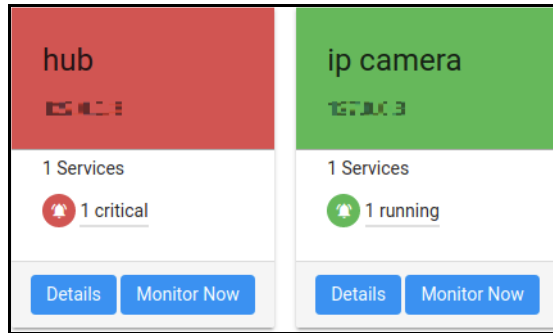 hub
1 Services
1 critical
Details
Monitor Now
ip camera
1 Services
1 running
Details
Monitor Now